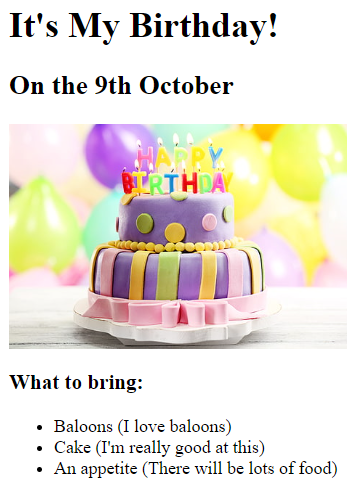 It's My Birthday!
On the 9th October
HAPPY
BIRTHDAY
What to bring:
Baloons (I love baloons)
Cake (I'm really good at this)
An appetite (There will be lots of food)